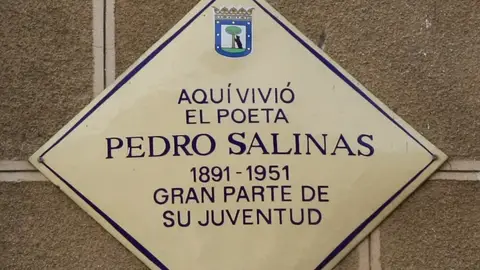 AQUÍ VIVIÓ
EL POETA
PEDRO SALINAS
1891-1951
GRAN PARTE DE
SU JUVENTUD